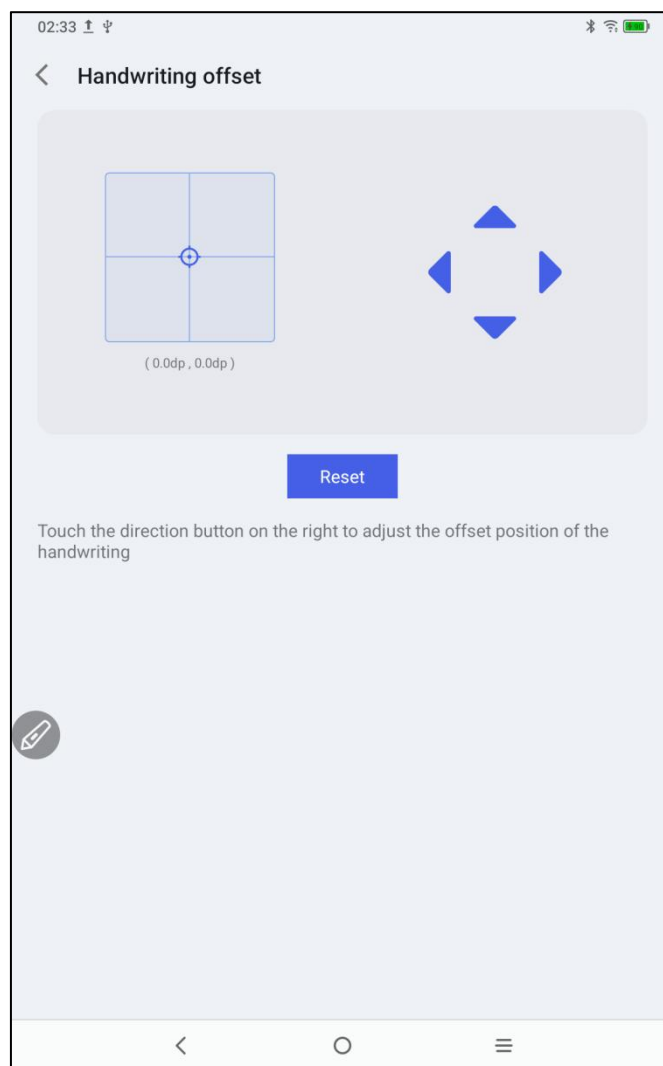 02:33
Handwriting offset
( 0.0dp , 0.0dp )
Reset
Touch the direction button on the right to adjust the offset position of the
handwriting